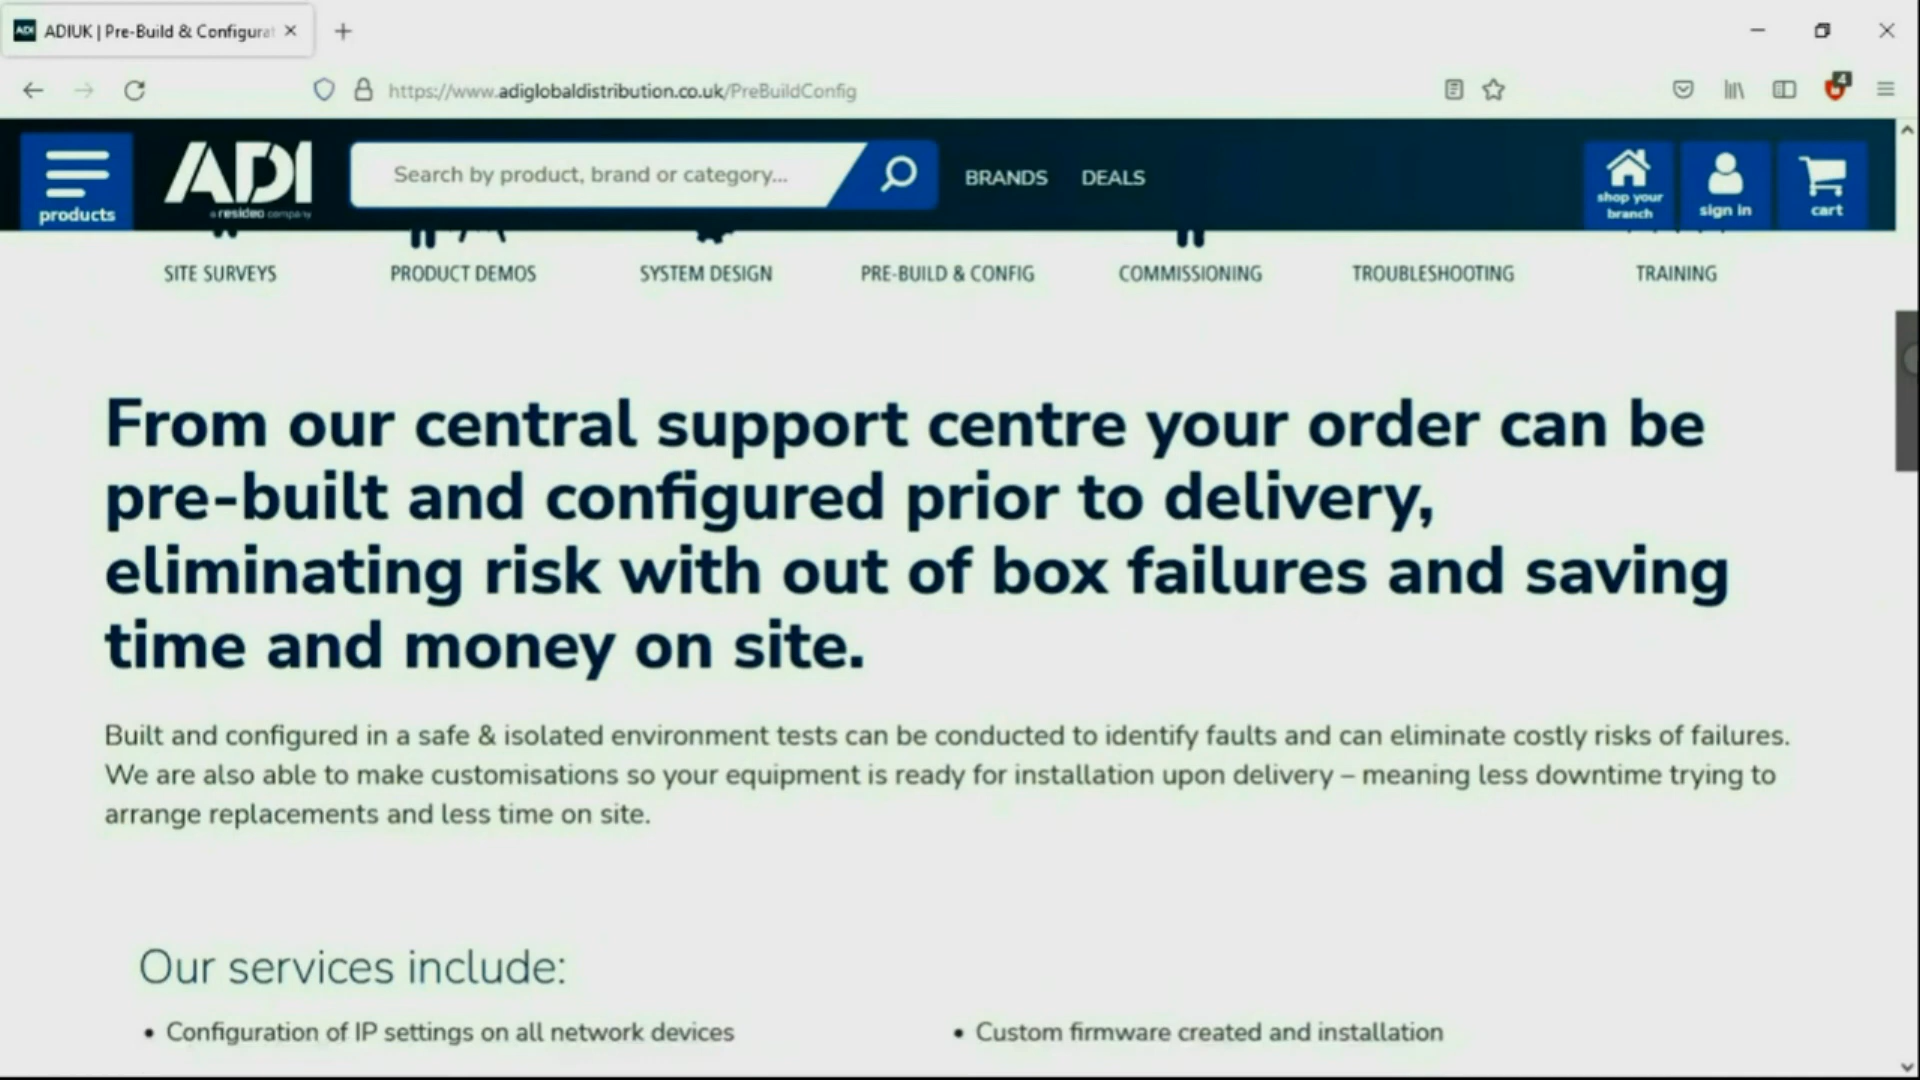 ADIUK | Pre-Build & Configurat
https://www.adiglobaldistribution.co.uk/PreBuildConfig
4
products
ADI
a resideo company
Search by product, brand or category...
BRANDS
DEALS
shop your
branch
sign in
cart
SITE SURVEYS
PRODUCT DEMOS
SYSTEM DESIGN
PRE-BUILD & CONFIG
COMMISSIONING
TROUBLESHOOTING
TRAINING
From our central support centre your order can be
pre-built and configured prior to delivery,
eliminating risk with out of box failures and saving
time and money on site.
Built and configured in a safe & isolated environment tests can be conducted to identify faults and can eliminate costly risks of failures.
We are also able to make customisations so your equipment is ready for installation upon delivery – meaning less downtime trying to
arrange replacements and less time on site.
Our services include:
• Configuration of IP settings on all network devices
• Custom firmware created and installation